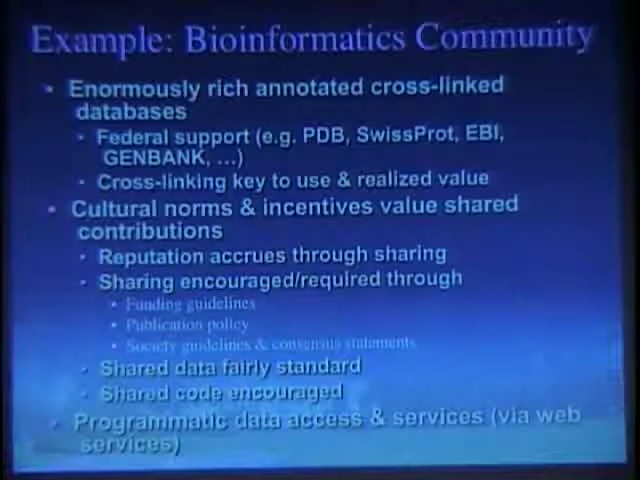 Example: Bioinformatics Community
• Enormously rich annotated cross-linked
databases
• Federal support (e.g. PDB, SwissProt, EBI,
GENBANK, ...)
• Cross-linking key to use & realized value
• Cultural norms & incentives value shared
contributions
• Reputation accrues through sharing
• Sharing encouraged/required through
• Funding guidelines
• Publication policy
• Society guidelines & consensus statements
• Shared data fairly standard
• Shared code encouraged
• Programmatic data access & services (via web
services)